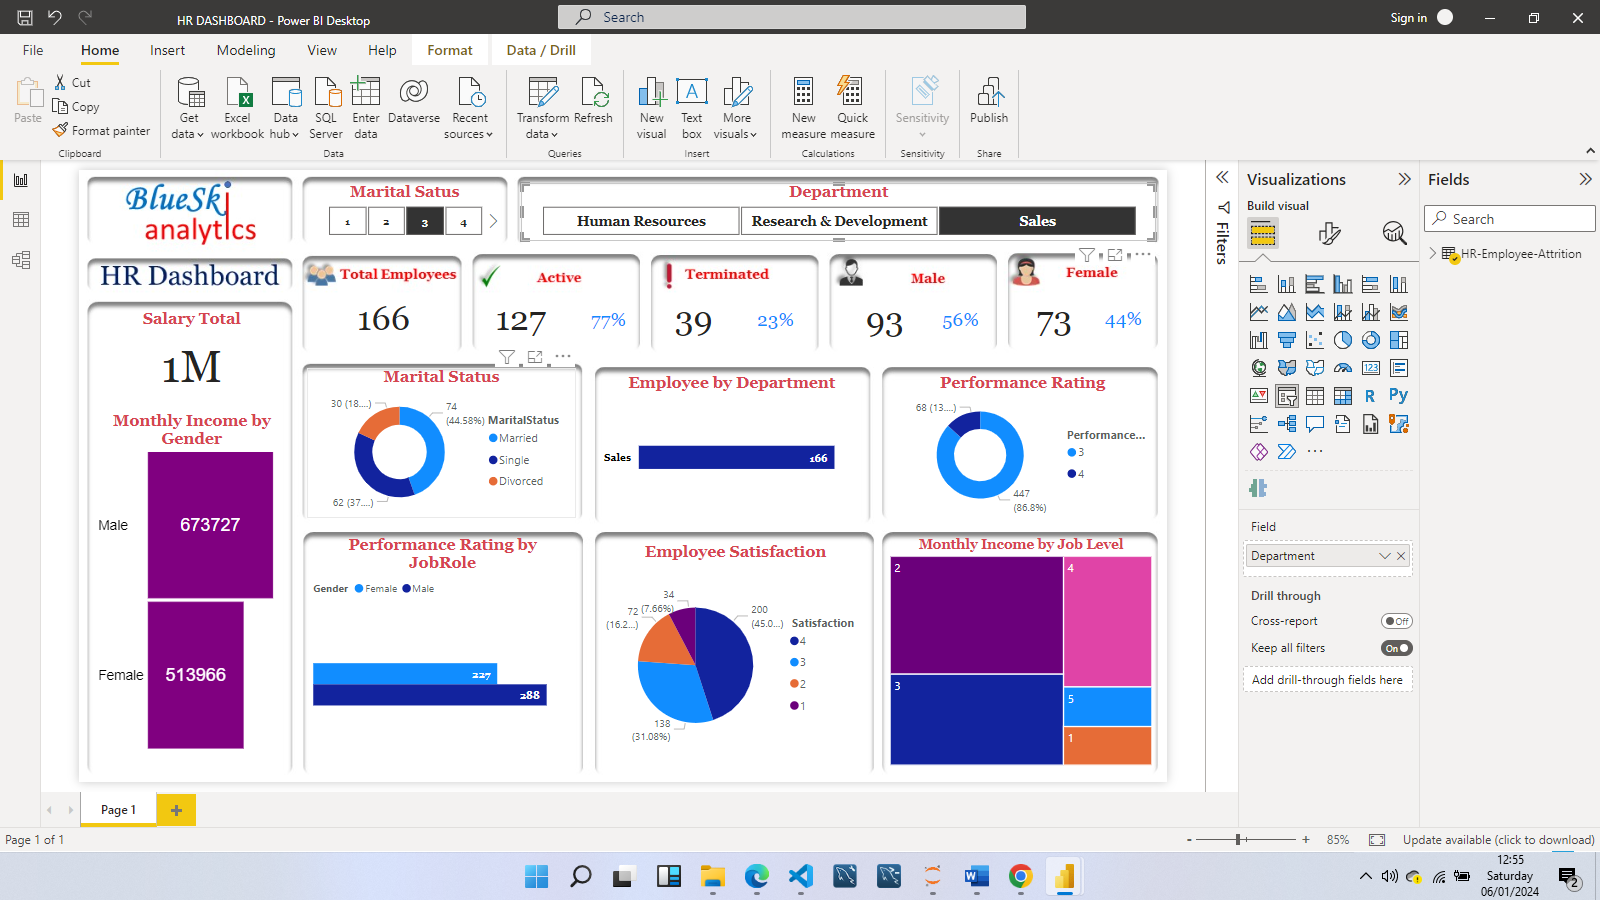 HR DASHBOARD - Power BI Desktop
Search
Sign in
File
Home
Insert
Modeling
View
Help
Format
Data / Drill
Paste
Cut
Copy
Format painter
Clipboard
Get data
Excel workbook
Data hub
SQL Server
Enter data
Dataverse
Recent sources
Data
Transform data
Refresh
Queries
New visual
Text box
More visuals
Insert
New measure
Quick measure
Calculations
Sensitivity
Sensitivity
Publish
Share
BlueSki analytics
Marital Satus
1
2
3
4
Department
Human Resources
Research & Development
Sales
HR Dashboard
Total Employees
166
Active
127
77%
Terminated
39
23%
Male
93
56%
Female
73
44%
Salary Total
1M
Monthly Income by Gender
Male
673727
Female
513966
Marital Status
30 (18....)
74 (44.58%)
62 (37....)
MaritalStatus
Married
Single
Divorced
Employee by Department
Sales
166
Performance Rating
68 (13....)
447 (86.8%)
Performance...
3
4
Performance Rating by JobRole
Gender
Female
Male
227
288
Employee Satisfaction
34 (7.66%)
72 (16.2...)
200 (45.0...)
138 (31.08%)
Satisfaction
4
3
2
1
Monthly Income by Job Level
2
4
3
5
1
Filters
Visualizations
Build visual
123
R
Py
Field
Department
Drill through
Cross-report
Off
Keep all filters
On
Add drill-through fields here
Fields
Search
HR-Employee-Attrition
Page 1
Page 1 of 1
85%
Update available (click to download)
12:55
Saturday
06/01/2024
2